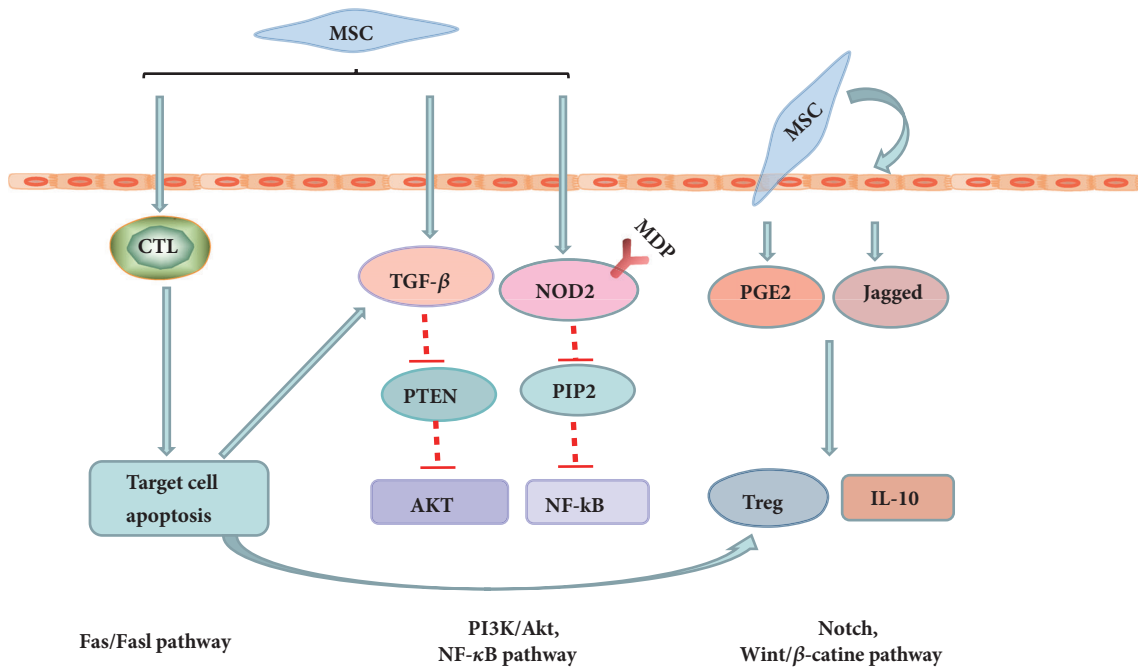 MSC
MSC
CTL
TGF-β
NOD2
MDP
PGE2
Jagged
PTEN
PIP2
Target cell
apoptosis
AKT
NF-kB
Treg
IL-10
Fas/Fasl pathway
PI3K/Akt,
NF-κB pathway
Notch,
Wint/β-catine pathway